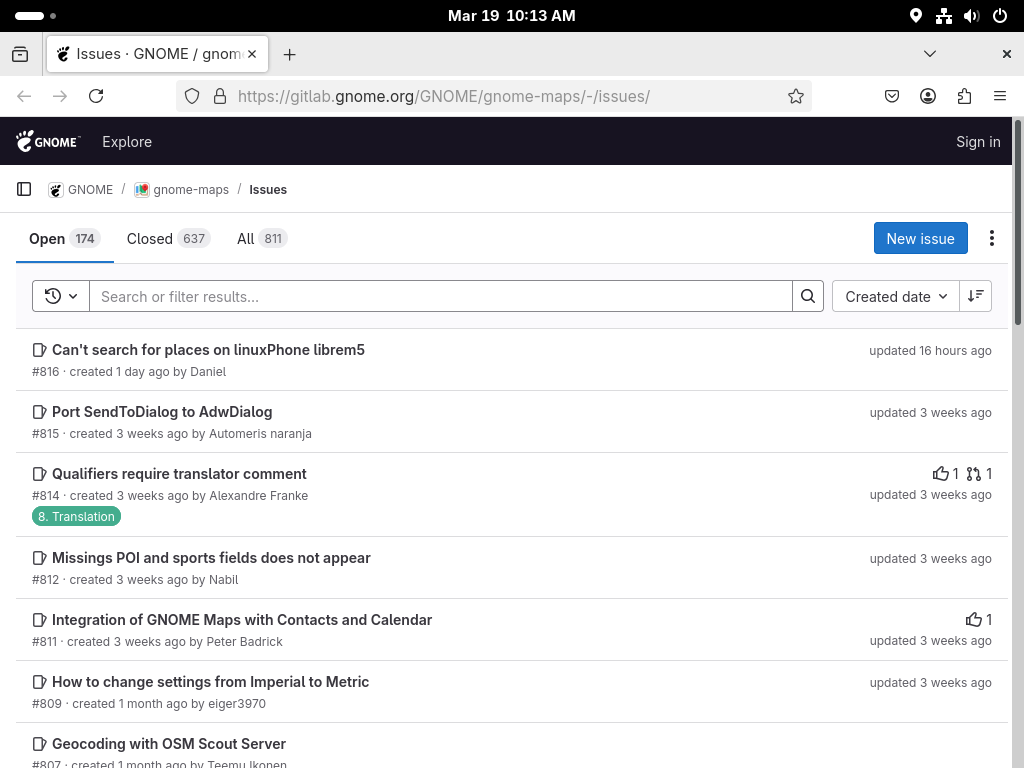 Mar 19 10:13 AM
Issues · GNOME / gnom
https://gitlab.gnome.org/GNOME/gnome-maps/-/issues/
GNOME Explore Sign in
GNOME / gnome-maps / Issues
Open 174 Closed 637 All 811 New issue
Search or filter results... Created date
Can't search for places on linuxPhone librem5 updated 16 hours ago
#816 · created 1 day ago by Daniel
Port SendToDialog to AdwDialog updated 3 weeks ago
#815 · created 3 weeks ago by Automeris naranja
Qualifiers require translator comment 1 1
#814 · created 3 weeks ago by Alexandre Franke updated 3 weeks ago
8. Translation
Missings POI and sports fields does not appear updated 3 weeks ago
#812 · created 3 weeks ago by Nabil
Integration of GNOME Maps with Contacts and Calendar 1
#811 · created 3 weeks ago by Peter Badrick updated 3 weeks ago
How to change settings from Imperial to Metric updated 3 weeks ago
#809 · created 1 month ago by eiger3970
Geocoding with OSM Scout Server
#807 · created 1 month ago by Teemu Ikonen